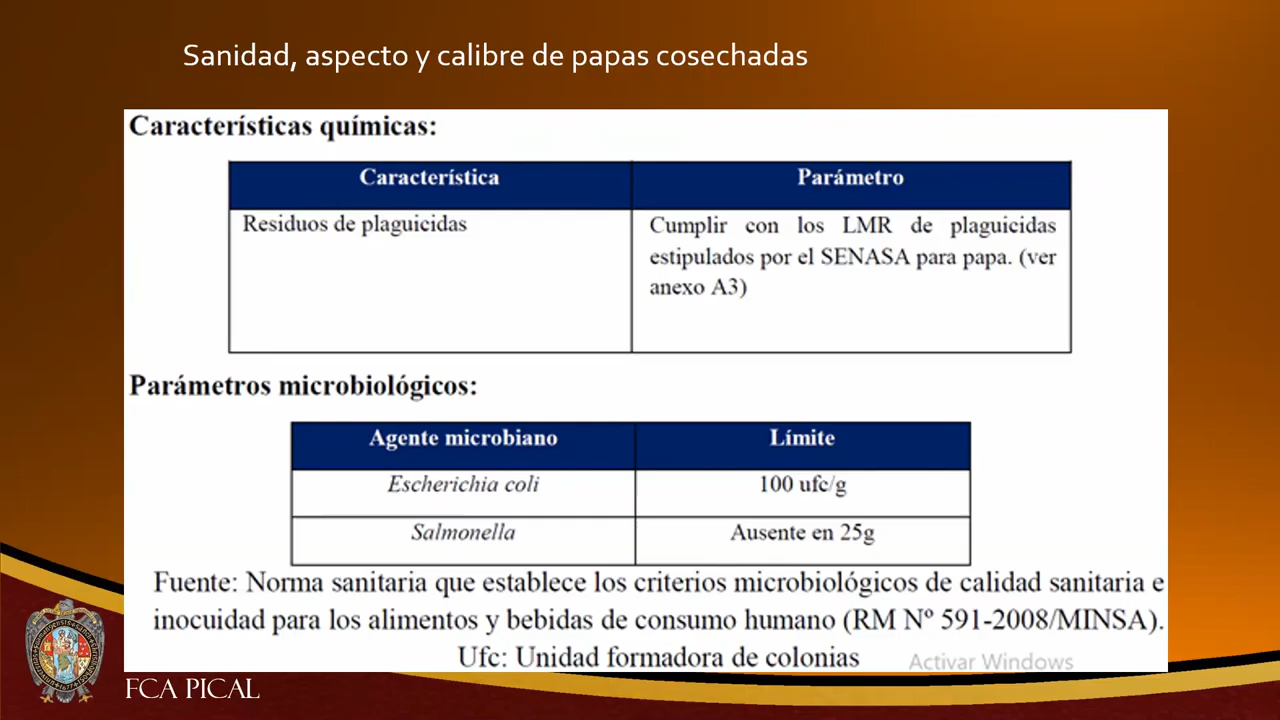 Sanidad, aspecto y calibre de papas cosechadas
Características químicas:
Característica
Parámetro
Residuos de plaguicidas
Cumplir con los LMR de plaguicidas
estipulados por el SENASA para papa. (ver
anexo A3)
Parámetros microbiológicos:
Agente microbiano
Límite
Escherichia coli
100 ufc/g
Salmonella
Ausente en 25g
Fuente: Norma sanitaria que establece los criterios microbiológicos de calidad sanitaria e
inocuidad para los alimentos y bebidas de consumo humano (RM Nº 591-2008/MINSA).
Ufc: Unidad formadora de colonias
Activar Windows
FCA PICAL